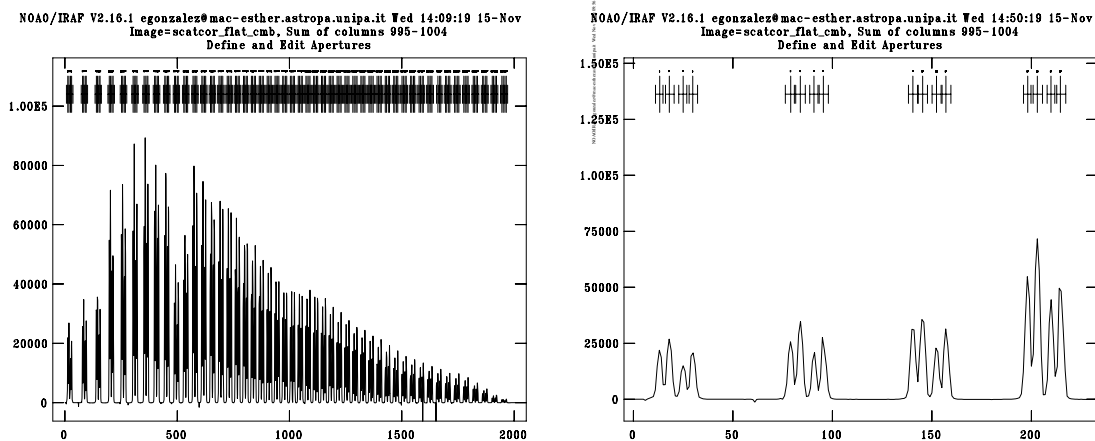 NOAO/IRAF V2.16.1 egonzalez@mac-esther.astropa.unipa.it Wed 14:09:19 15-Nov
Image=scatcor_flat_cmb, Sum of columns 995-1004
Define and Edit Apertures
1.00E5
80000
60000
40000
20000
0
0
500
1000
1500
2000
NOAO/IRAF V2.16.1 egonzalez@mac-esther.astropa.unipa.it Wed 14:50:19 15-Nov
Image=scatcor_flat_cmb, Sum of columns 995-1004
Define and Edit Apertures
1.50E5
1.25E5
1.00E5
75000
50000
25000
0
0
50
100
150
200